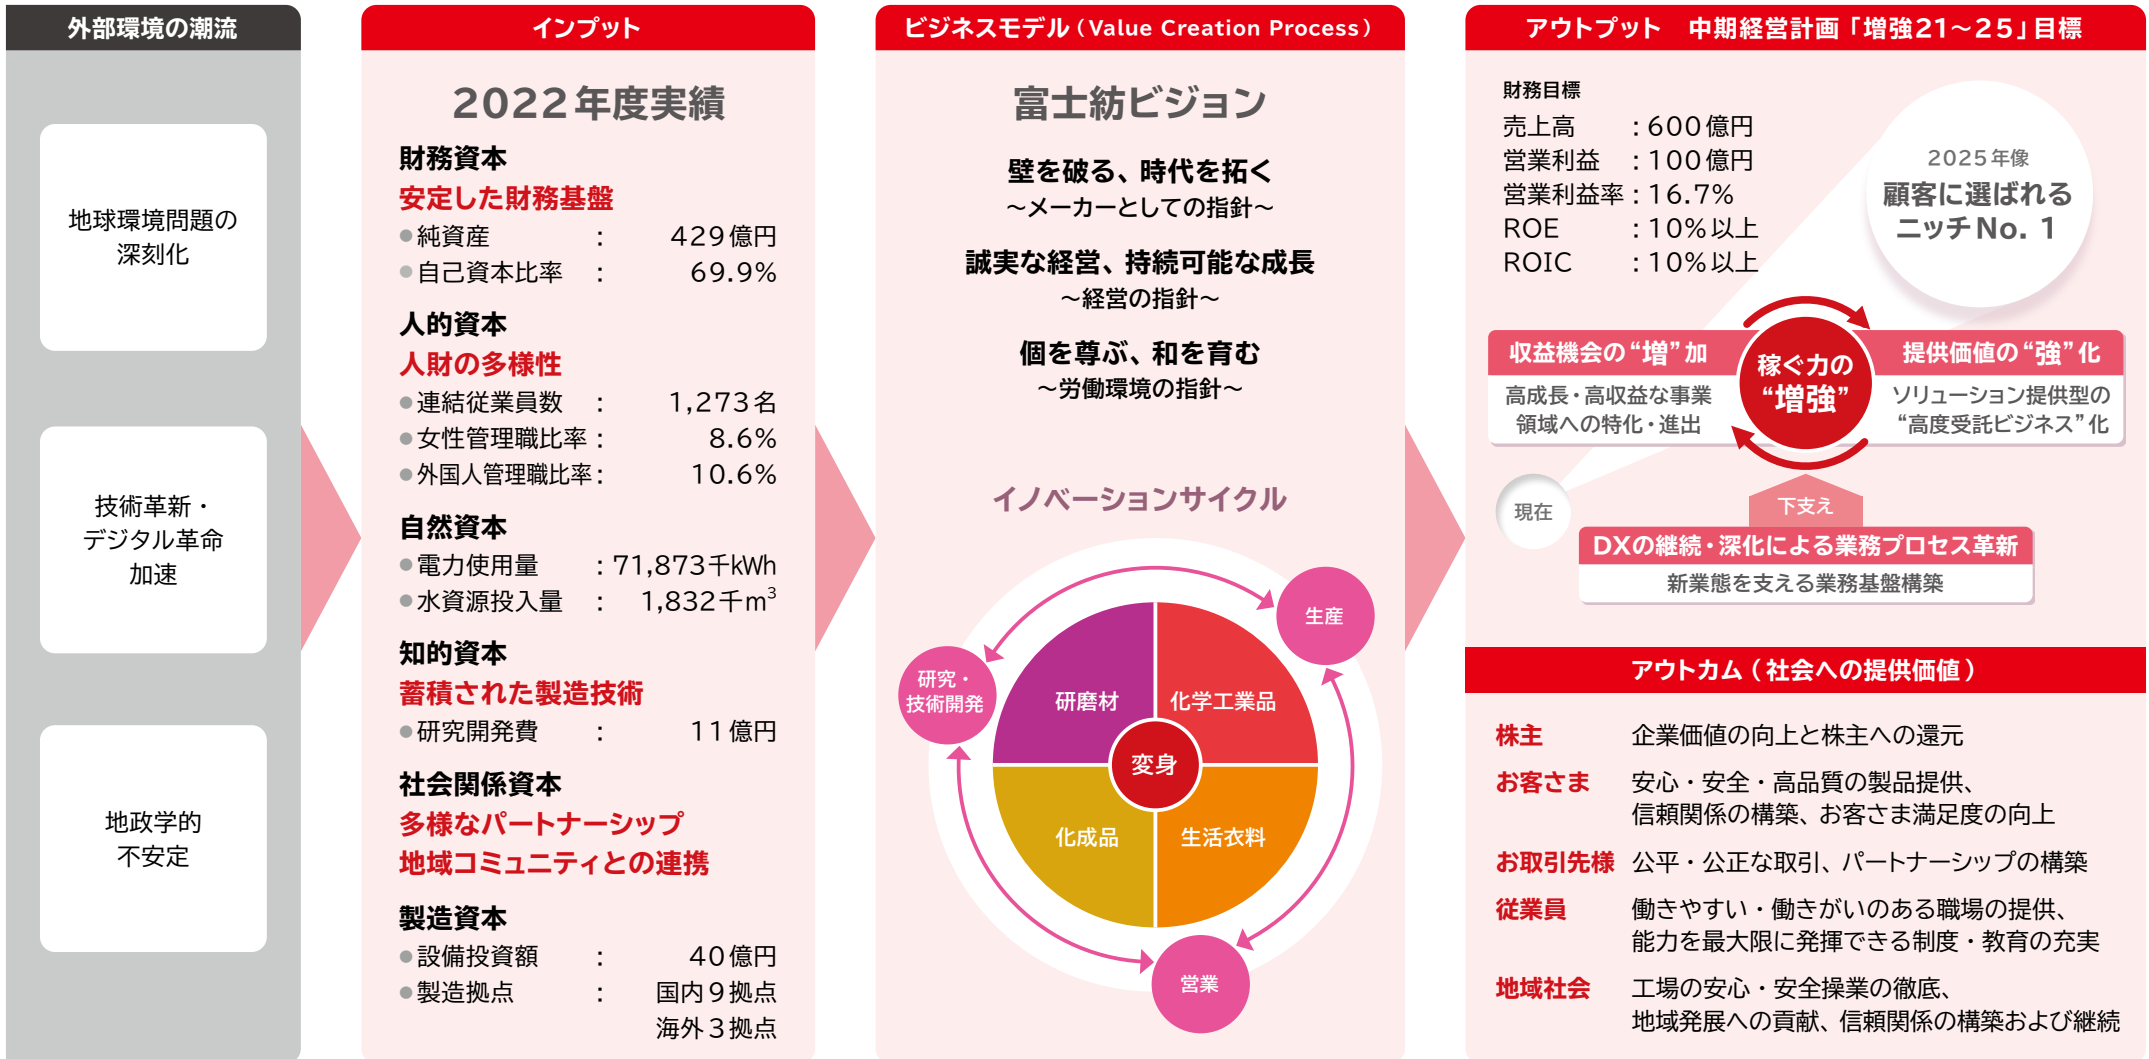 外部環境の潮流
地球環境問題の
深刻化
技術革新・
デジタル革命
加速
地政学的
不安定
インプット
2022年度実績
財務資本
安定した財務基盤
●純資産 : 429億円
●自己資本比率 : 69.9%
人的資本
人財の多様性
●連結従業員数 : 1,273名
●女性管理職比率 : 8.6%
●外国人管理職比率 : 10.6%
自然資本
●電力使用量 : 71,873千kWh
●水資源投入量 : 1,832千m³
知的資本
蓄積された製造技術
●研究開発費 : 11億円
社会関係資本
多様なパートナーシップ
地域コミュニティとの連携
製造資本
●設備投資額 : 40億円
●製造拠点 : 国内9拠点
海外3拠点
ビジネスモデル(Value Creation Process)
富士紡ビジョン
壁を破る、時代を拓く
~メーカーとしての指針~
誠実な経営、持続可能な成長
~経営の指針~
個を尊ぶ、和を育む
~労働環境の指針~
イノベーションサイクル
生産
研究・
技術開発
研磨材
化学工業品
変身
化成品
生活衣料
営業
アウトプット 中期経営計画「増強21~25」目標
財務目標
売上高 : 600億円
営業利益 : 100億円
営業利益率 : 16.7%
ROE : 10%以上
ROIC : 10%以上
2025年像
顧客に選ばれる
ニッチNo. 1
収益機会の“増”加
高成長・高収益な事業
領域への特化・進出
稼ぐ力の
“増強”
提供価値の“強”化
ソリューション提供型の
“高度受託ビジネス”化
現在
下支え
DXの継続・深化による業務プロセス革新
新業態を支える業務基盤構築
アウトカム(社会への提供価値)
株主 企業価値の向上と株主への還元
お客さま 安心・安全・高品質の製品提供、
信頼関係の構築、お客さま満足度の向上
お取引先様 公平・公正な取引、パートナーシップの構築
従業員 働きやすい・働きがいのある職場の提供、
能力を最大限に発揮できる制度・教育の充実
地域社会 工場の安心・安全操業の徹底、
地域発展への貢献、信頼関係の構築および継続